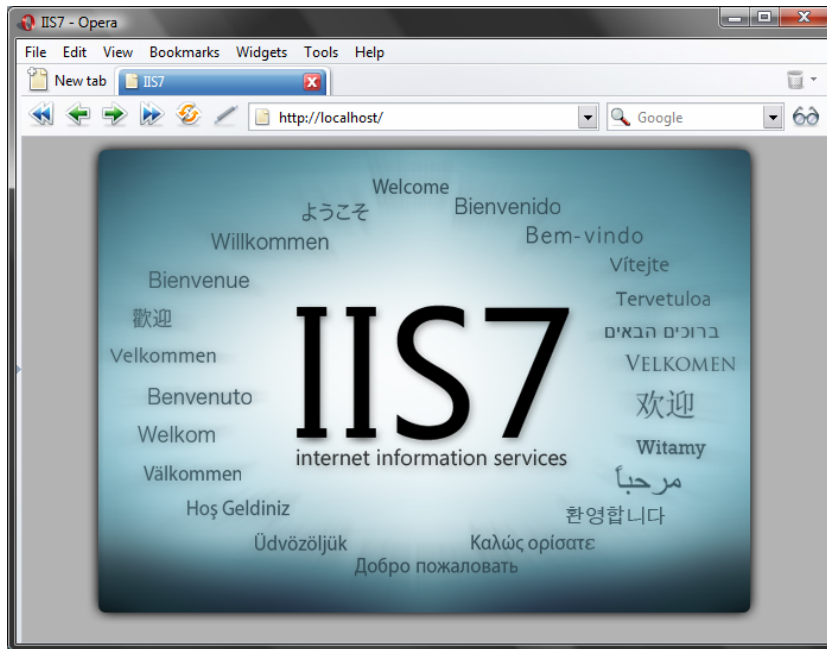 IIS7 - Opera
File Edit View Bookmarks Widgets Tools Help
New tab IIS7
http://localhost/ Google
Welcome
ようこそ Bienvenido
Willkommen Bem-vindo
Vítejte
Bienvenue
Tervetuloa
歡迎
ברוכים הבאים
Velkommen
VELKOMEN
IIS7
Benvenuto
欢迎
Welkom
Witamy
internet information services
Välkommen
مرحباً
Hoş Geldiniz
환영합니다
Üdvözöljük Καλώς ορίσατε
Добро пожаловать